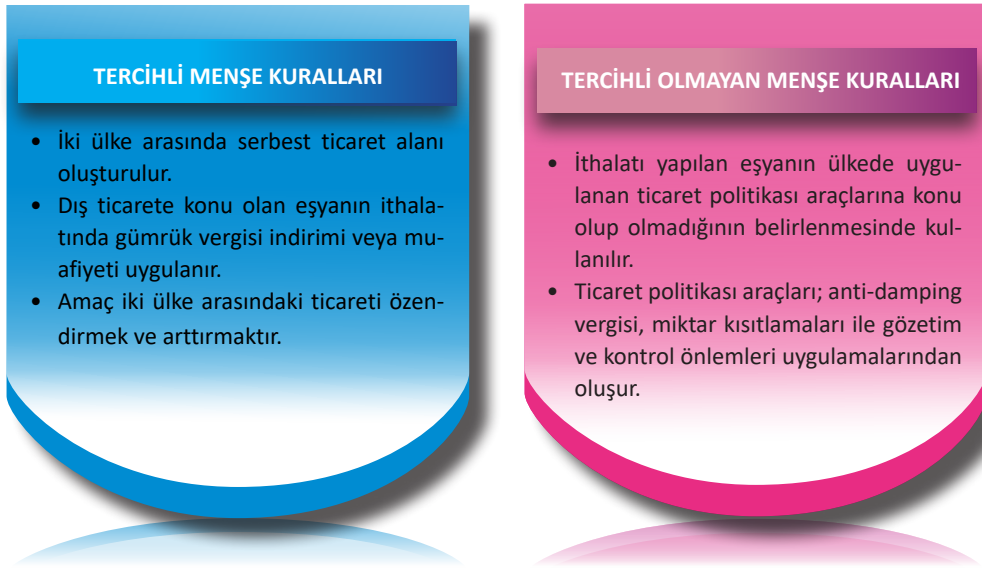 TERCİHLİ MENŞE KURALLARI
• İki ülke arasında serbest ticaret alanı
oluşturulur.
• Dış ticarete konu olan eşyanın ithala-
tında gümrük vergisi indirimi veya mu-
afiyeti uygulanır.
• Amaç iki ülke arasındaki ticareti özen-
dirmek ve arttırmaktır.
TERCİHLİ OLMAYAN MENŞE KURALLARI
• İthalatı yapılan eşyanın ülkede uygu-
lanan ticaret politikası araçlarına konu
olup olmadığının belirlenmesinde kul-
lanılır.
• Ticaret politikası araçları; anti-damping
vergisi, miktar kısıtlamaları ile gözetim
ve kontrol önlemleri uygulamalarından
oluşur.